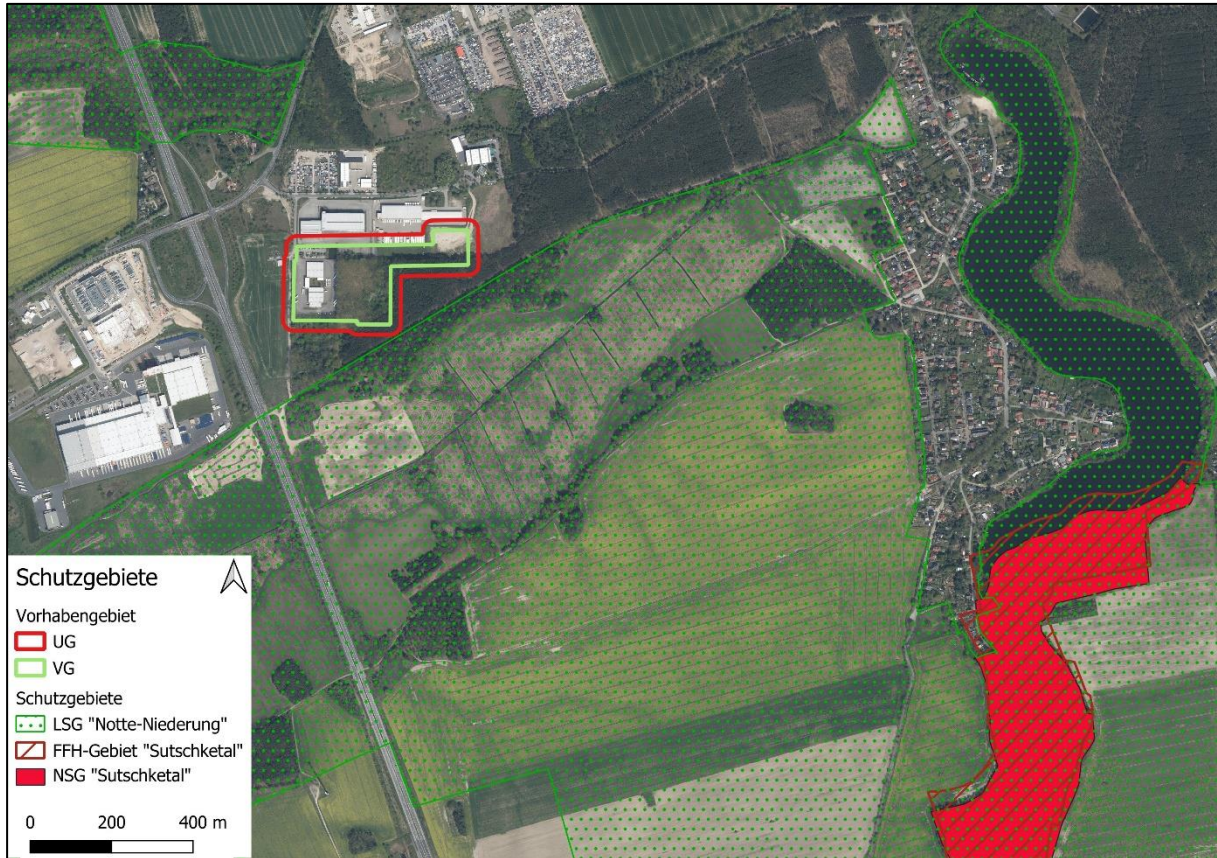 Schutzgebiete
Vorhabengebiet
UG
VG
Schutzgebiete
LSG "Notte-Niederung"
FFH-Gebiet "Sutschketal"
NSG "Sutschketal"
0 200 400 m